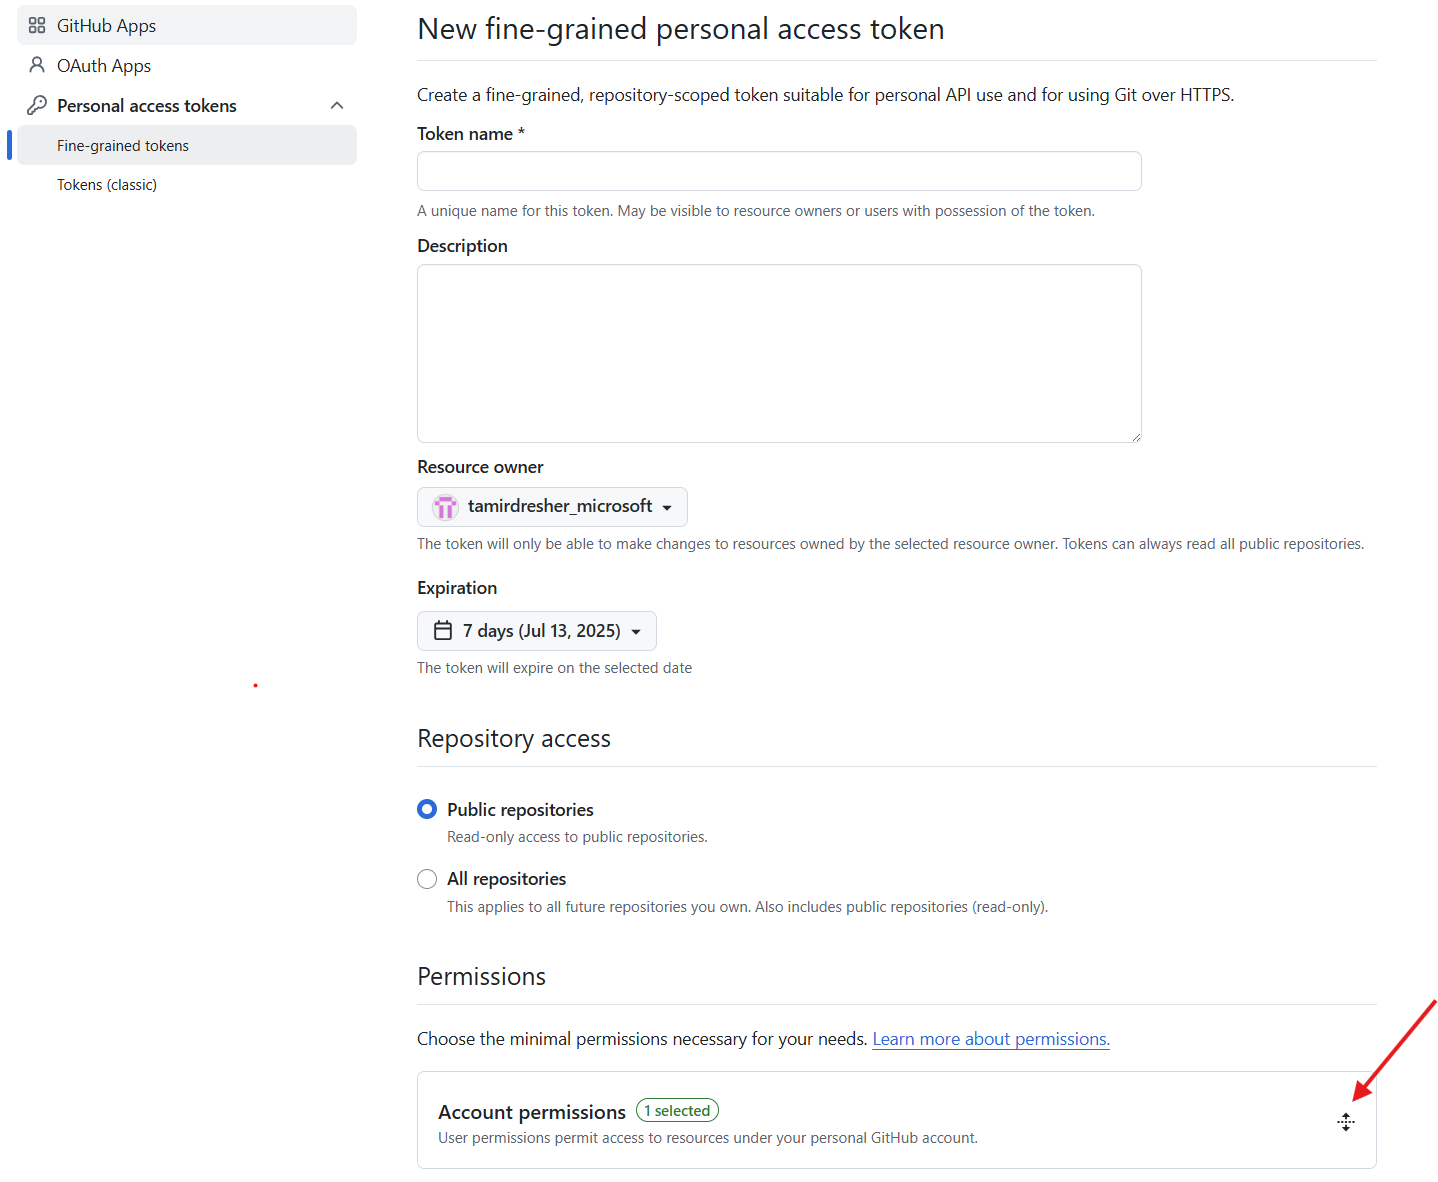 GitHub Apps
OAuth Apps
Personal access tokens
Fine-grained tokens
Tokens (classic)
New fine-grained personal access token
Create a fine-grained, repository-scoped token suitable for personal API use and for using Git over HTTPS.
Token name *
A unique name for this token. May be visible to resource owners or users with possession of the token.
Description
Resource owner
tamirdresher_microsoft
The token will only be able to make changes to resources owned by the selected resource owner. Tokens can always read all public repositories.
Expiration
7 days (Jul 13, 2025)
The token will expire on the selected date
Repository access
Public repositories
Read-only access to public repositories.
All repositories
This applies to all future repositories you own. Also includes public repositories (read-only).
Permissions
Choose the minimal permissions necessary for your needs. Learn more about permissions.
Account permissions 1 selected
User permissions permit access to resources under your personal GitHub account.